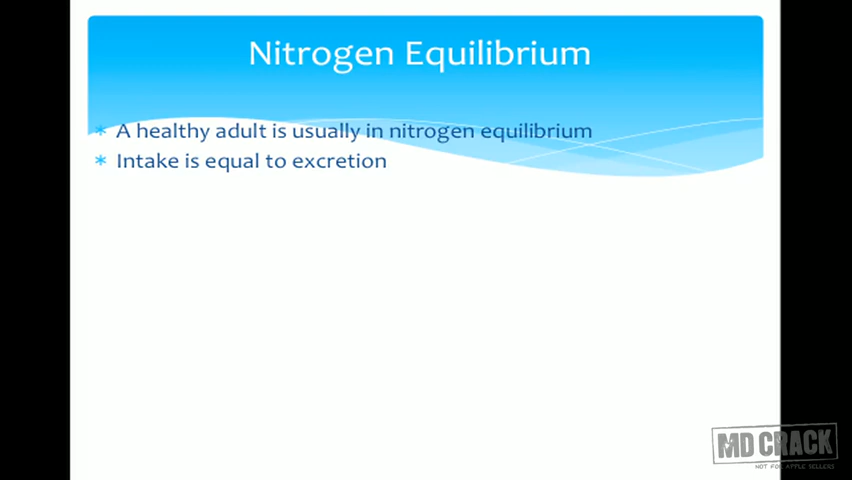 Nitrogen Equilibrium
* A healthy adult is usually in nitrogen equilibrium
* Intake is equal to excretion
MD CRACK
NOT FOR APPLE SELLERS